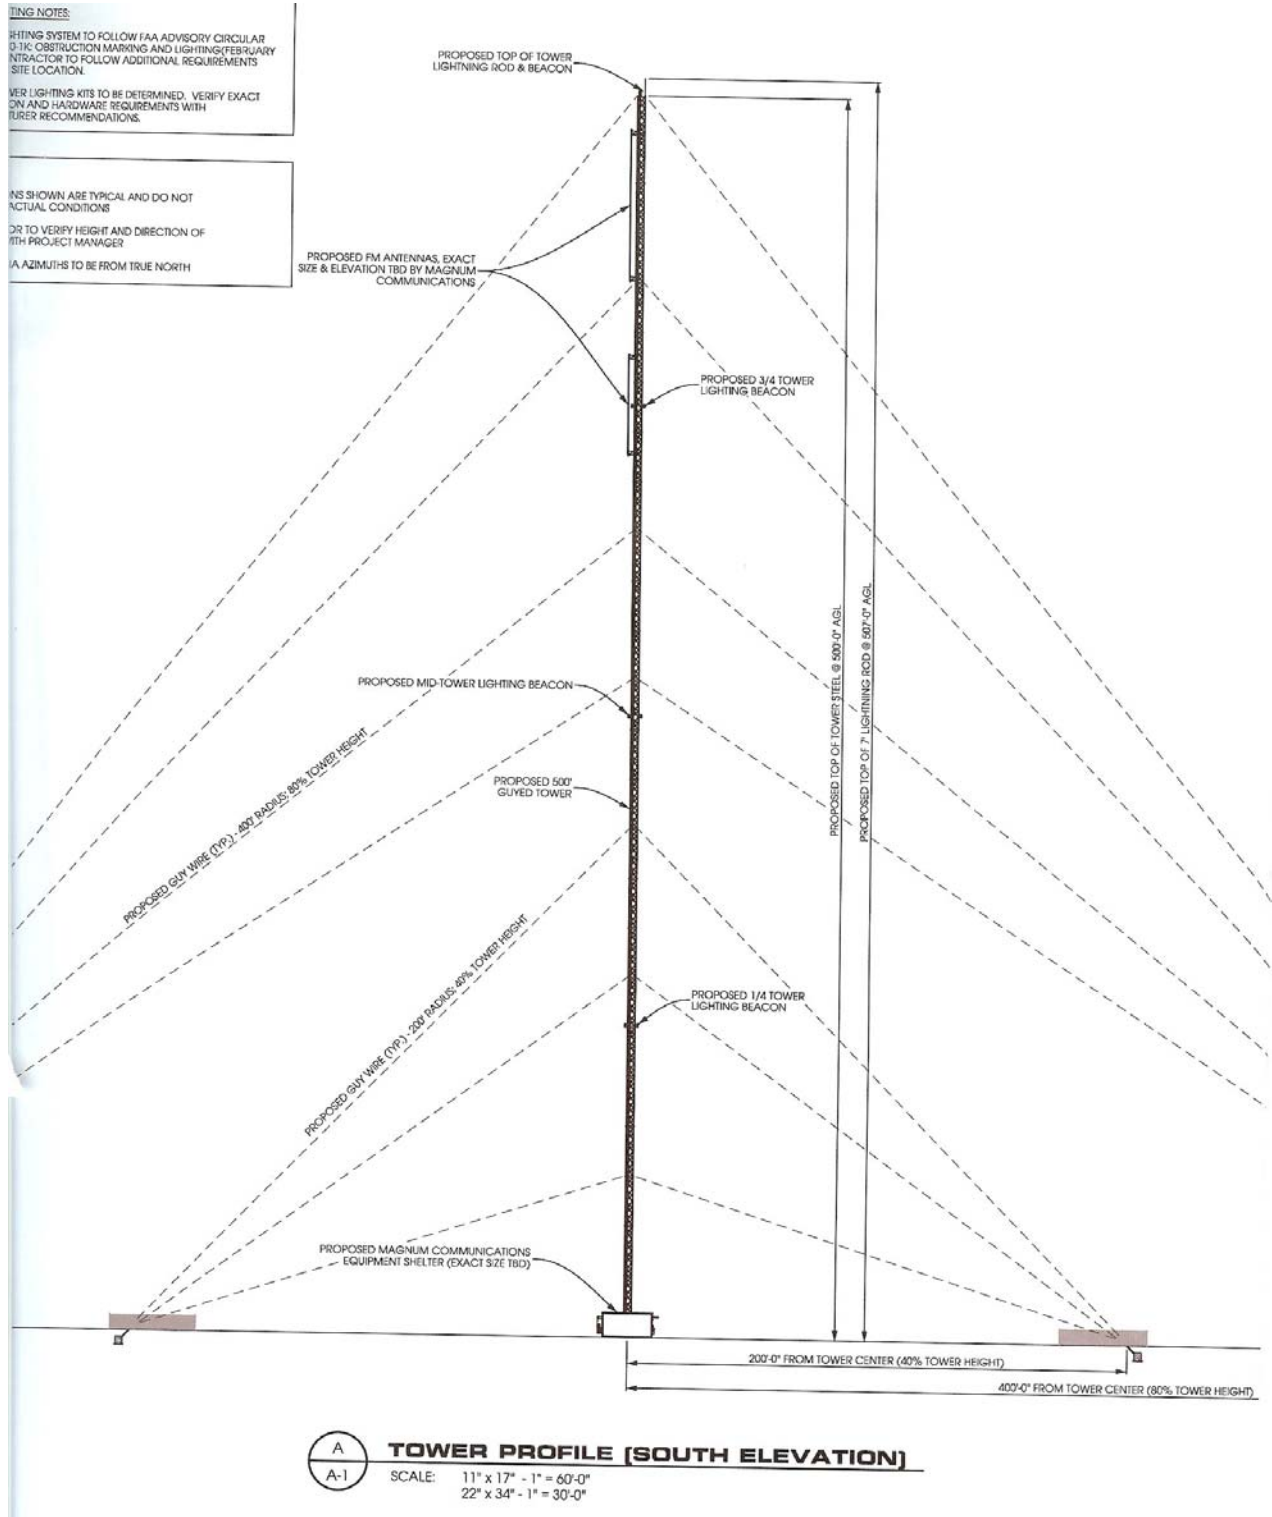 TING NOTES:
HTING SYSTEM TO FOLLOW FAA ADVISORY CIRCULAR
0-1K: OBSTRUCTION MARKING AND LIGHTING(FEBRUARY
NTRACTOR TO FOLLOW ADDITIONAL REQUIREMENTS
SITE LOCATION.
VER LIGHTING KITS TO BE DETERMINED. VERIFY EXACT
ON AND HARDWARE REQUIREMENTS WITH
TURER RECOMMENDATIONS.
NS SHOWN ARE TYPICAL AND DO NOT
ACTUAL CONDITIONS
OR TO VERIFY HEIGHT AND DIRECTION OF
ITH PROJECT MANAGER
A AZIMUTHS TO BE FROM TRUE NORTH
PROPOSED TOP OF TOWER
LIGHTNING ROD & BEACON
PROPOSED FM ANTENNAS, EXACT
SIZE & ELEVATION TBD BY MAGNUM
COMMUNICATIONS
PROPOSED 3/4 TOWER
LIGHTING BEACON
PROPOSED TOP OF TOWER STEEL @ 500'-0" AGL
PROPOSED TOP OF 7' LIGHTNING ROD @ 507'-0" AGL
PROPOSED MID-TOWER LIGHTING BEACON
PROPOSED GUY WIRE (TYP.) - 400' RADIUS: 80% TOWER HEIGHT
PROPOSED 500'
GUYED TOWER
PROPOSED GUY WIRE (TYP.) - 200' RADIUS: 40% TOWER HEIGHT
PROPOSED 1/4 TOWER
LIGHTING BEACON
PROPOSED MAGNUM COMMUNICATIONS
EQUIPMENT SHELTER (EXACT SIZE TBD)
200'-0" FROM TOWER CENTER (40% TOWER HEIGHT)
400'-0" FROM TOWER CENTER (80% TOWER HEIGHT)
A
A-1
TOWER PROFILE [SOUTH ELEVATION]
SCALE: 11" x 17" - 1" = 60'-0"
22" x 34" - 1" = 30'-0"